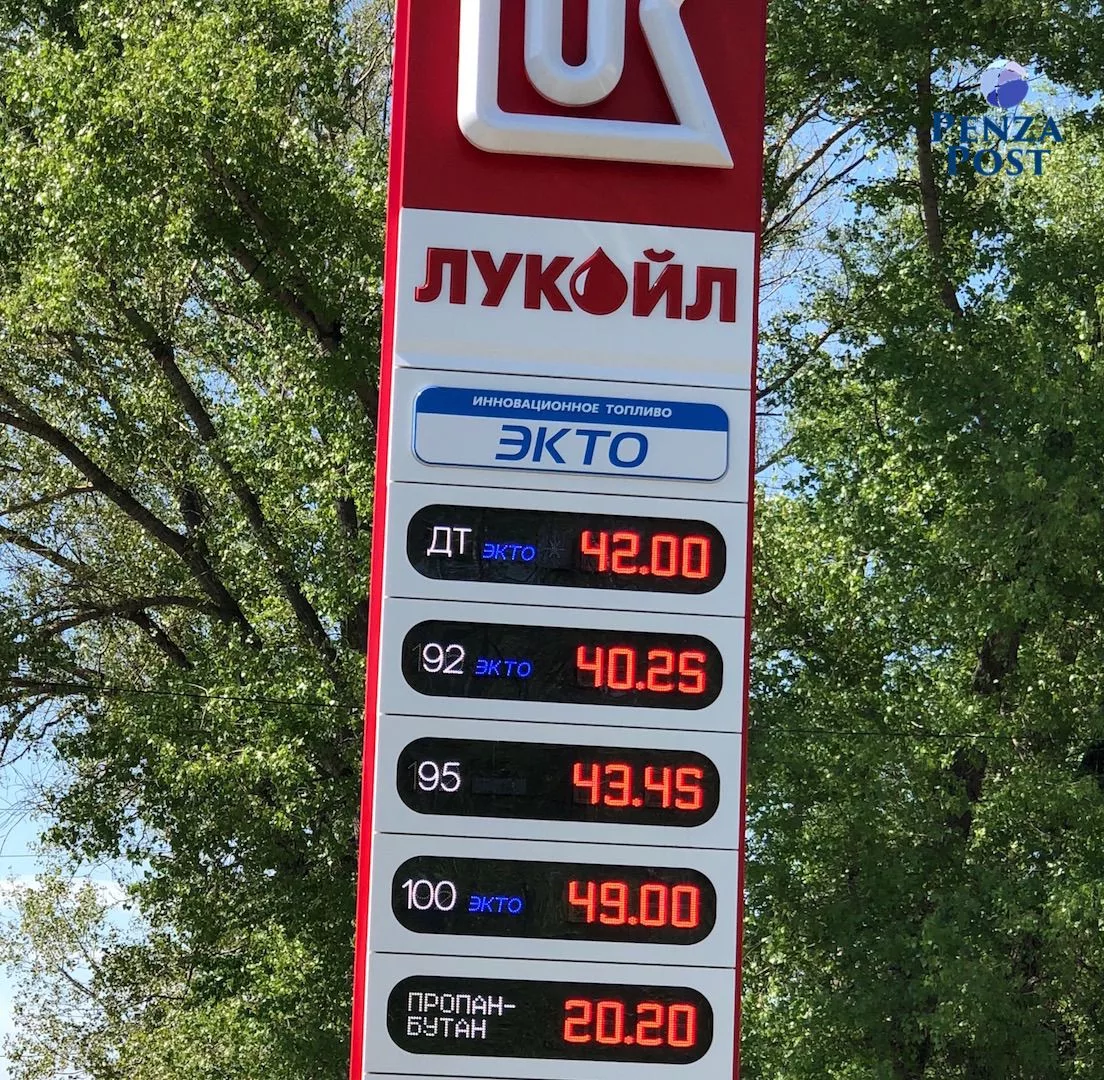 PENZA
POST
ЛУКОЙЛ
ИННОВАЦИОННОЕ ТОПЛИВО
ЭКТО
ДТ ЭКТО 42.00
92 ЭКТО 40.25
95 43.45
100 ЭКТО 49.00
ПРОПАН-
БУТАН 20.20